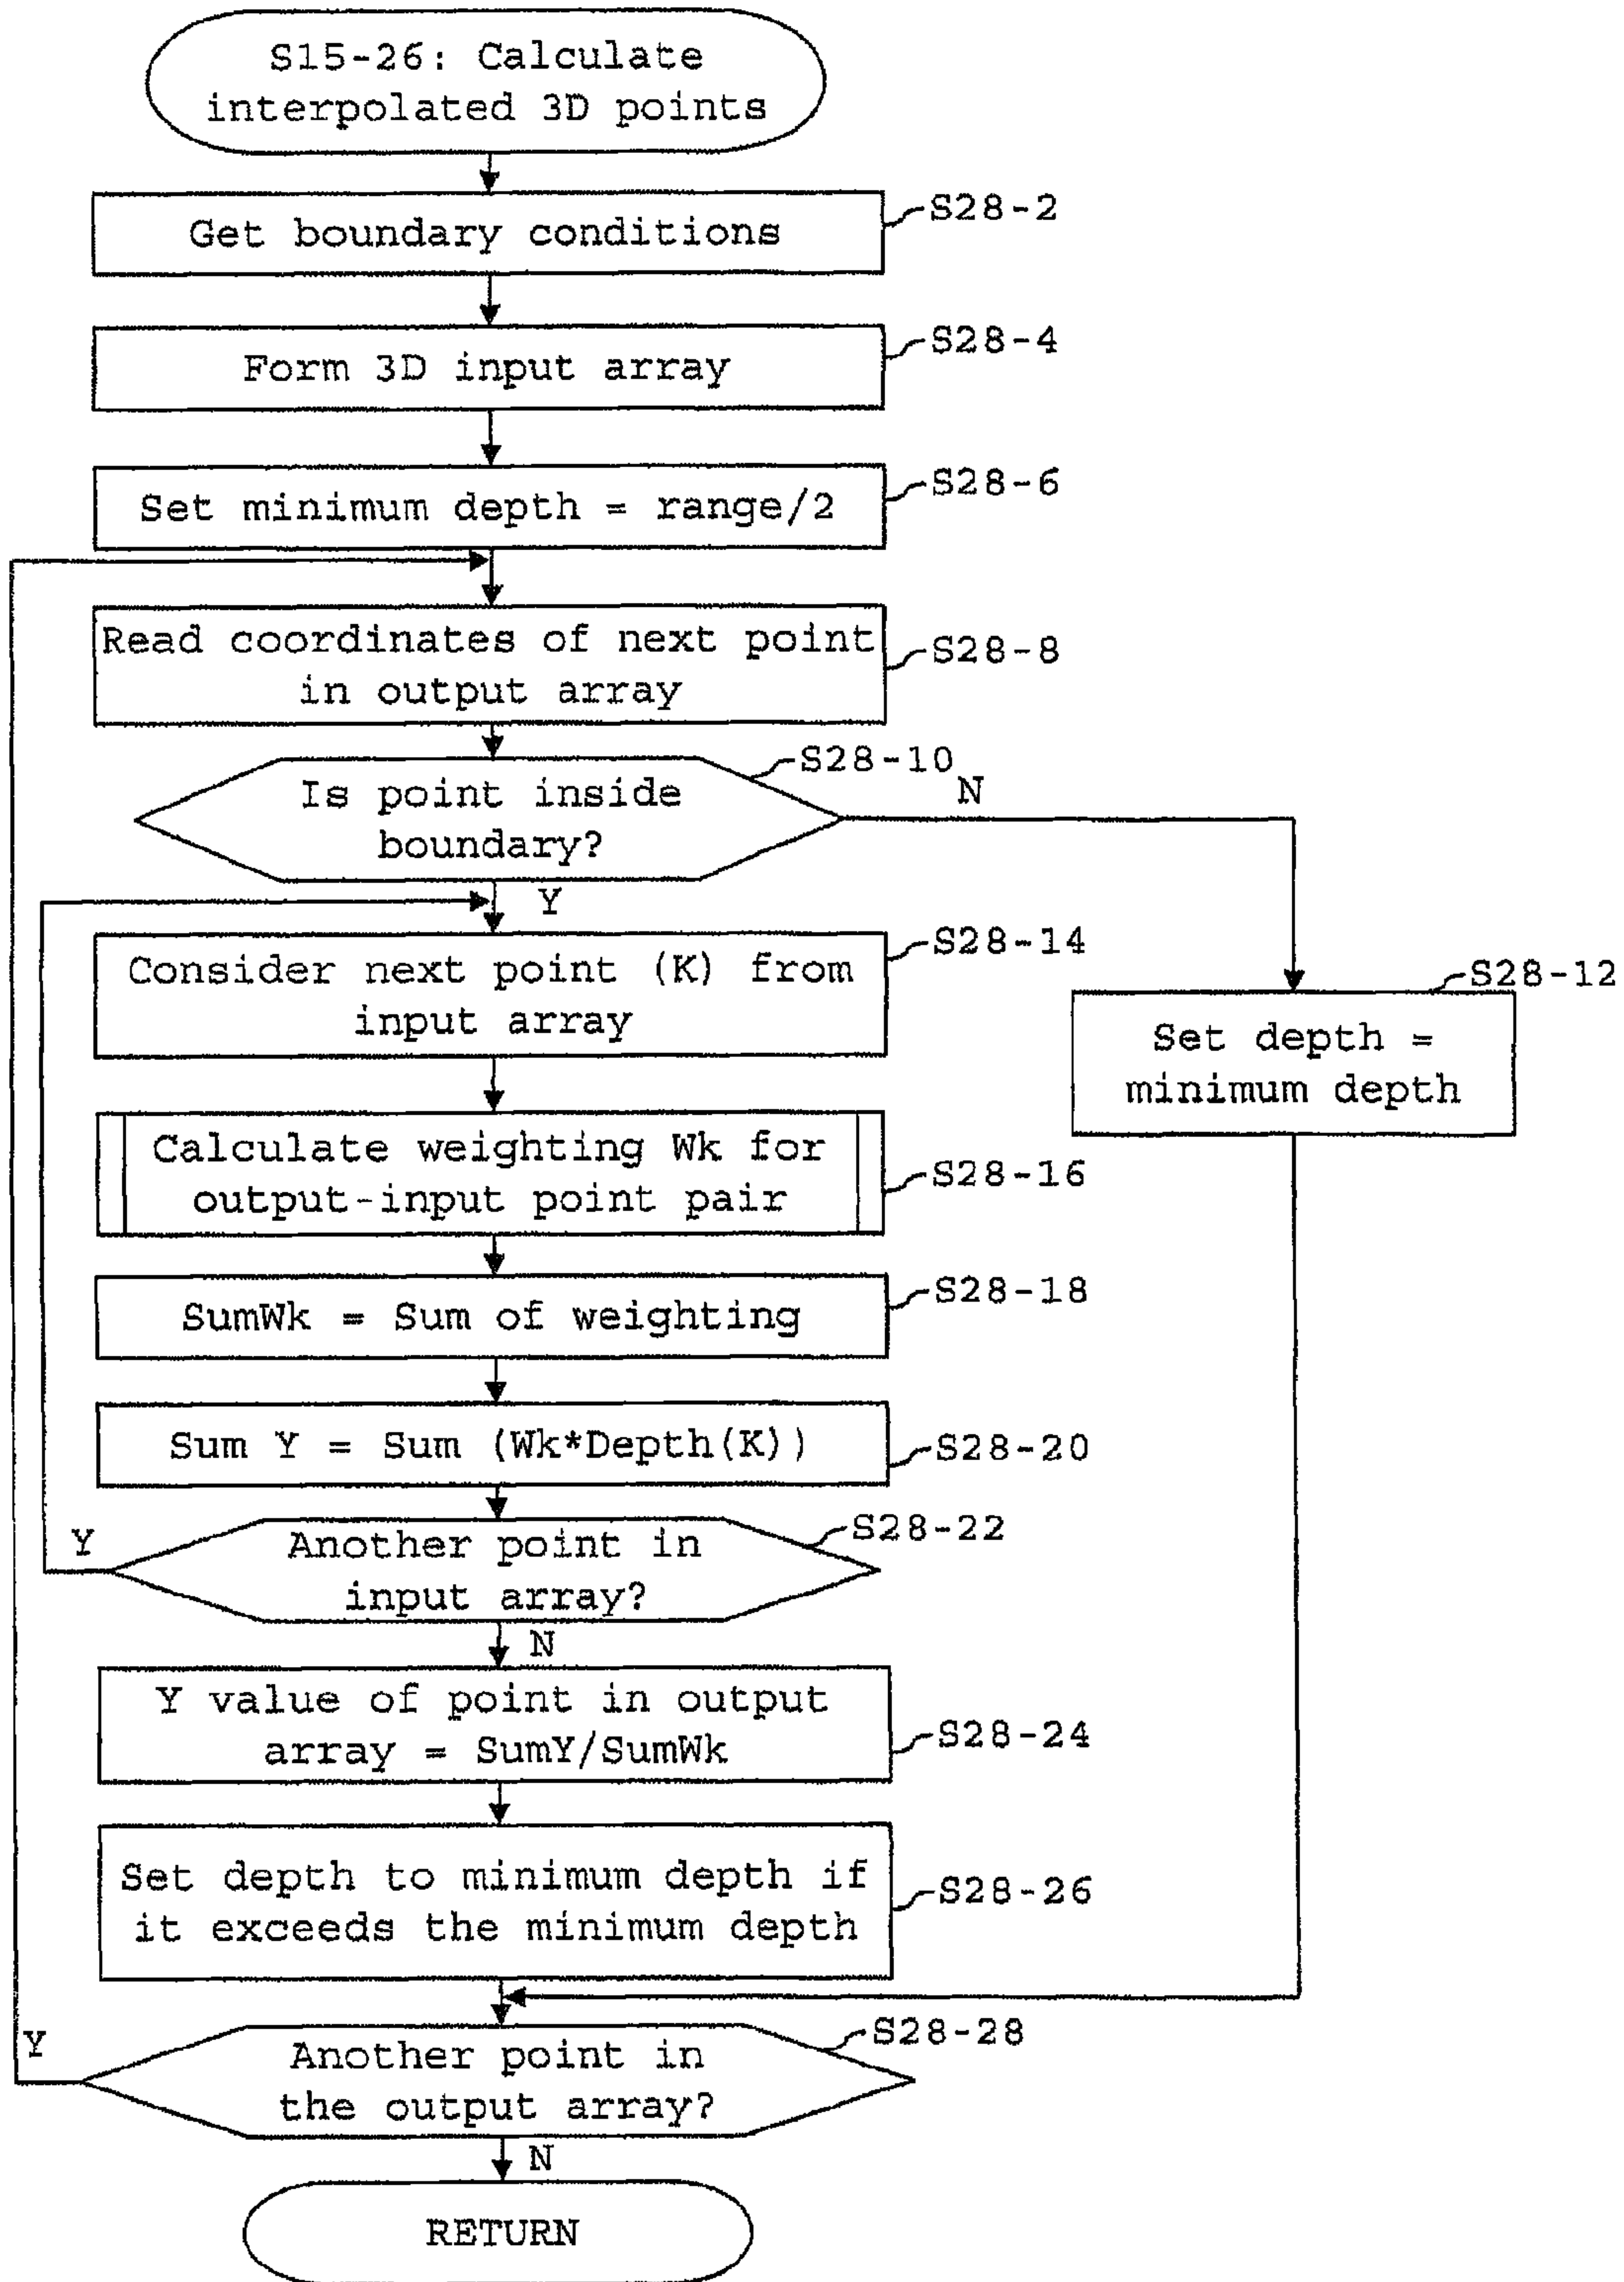 S15-26: Calculate
interpolated 3D points
Get boundary conditions
S28-2
Form 3D input array
S28-4
Set minimum depth = range/2
S28-6
Read coordinates of next point
in output array
S28-8
Is point inside
boundary?
S28-10
N
Y
Consider next point (K) from
input array
S28-14
S28-12
Set depth =
minimum depth
Calculate weighting Wk for
output-input point pair
S28-16
SumWk = Sum of weighting
S28-18
Sum Y = Sum (Wk*Depth(K))
S28-20
Another point in
input array?
S28-22
Y
N
Y value of point in output
array = SumY/SumWk
S28-24
Set depth to minimum depth if
it exceeds the minimum depth
S28-26
Another point in
the output array?
S28-28
Y
N
RETURN